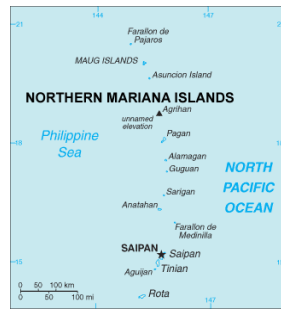 144
147
21
Farallon de
Pajaros
MAUG ISLANDS
Asuncion Island
NORTHERN MARIANA ISLANDS
Agrihan
unnamed
elevation
Philippine
Sea
Pagan
18
18
Alamagan
Guguan
NORTH
PACIFIC
OCEAN
Sarigan
Anatahan
Farallon de
Medinilla
SAIPAN
Saipan
15
Aguijan
Tinian
15
0 50 100 km
0 50 100 mi
Rota
147